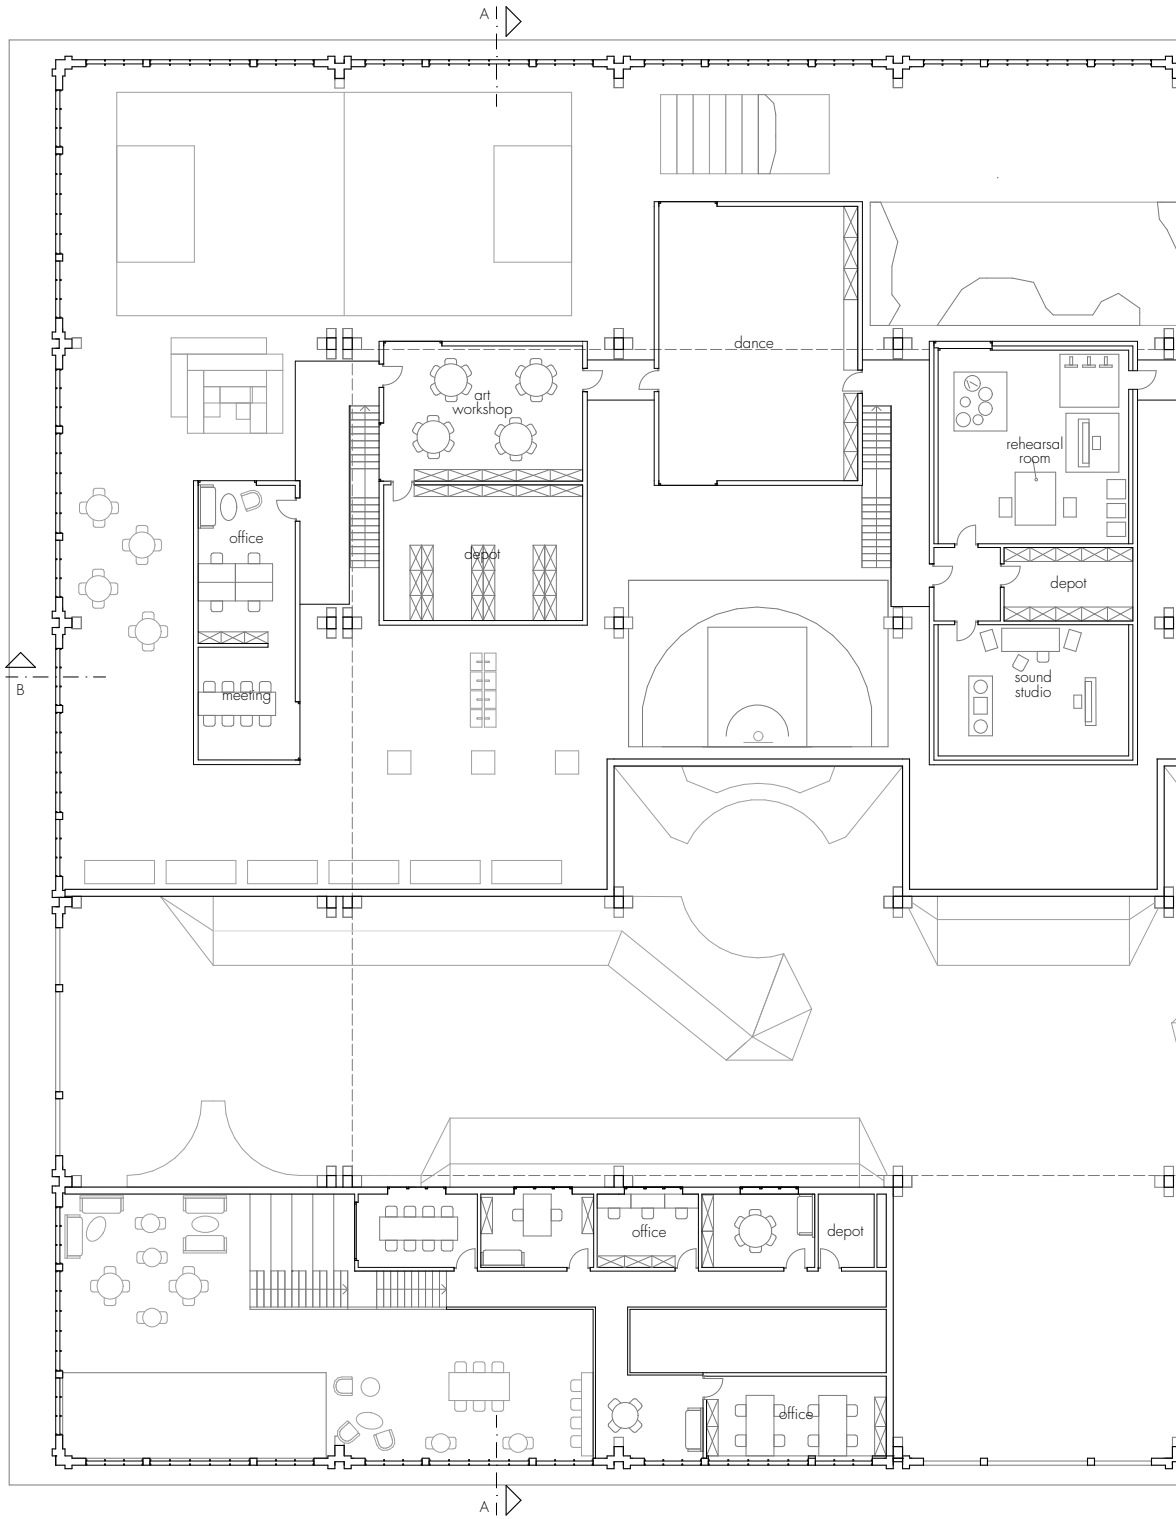 A
dance
art
workshop
rehearsal
room
office
depot
depot
sound
studio
meeting
B
office
depot
office
A